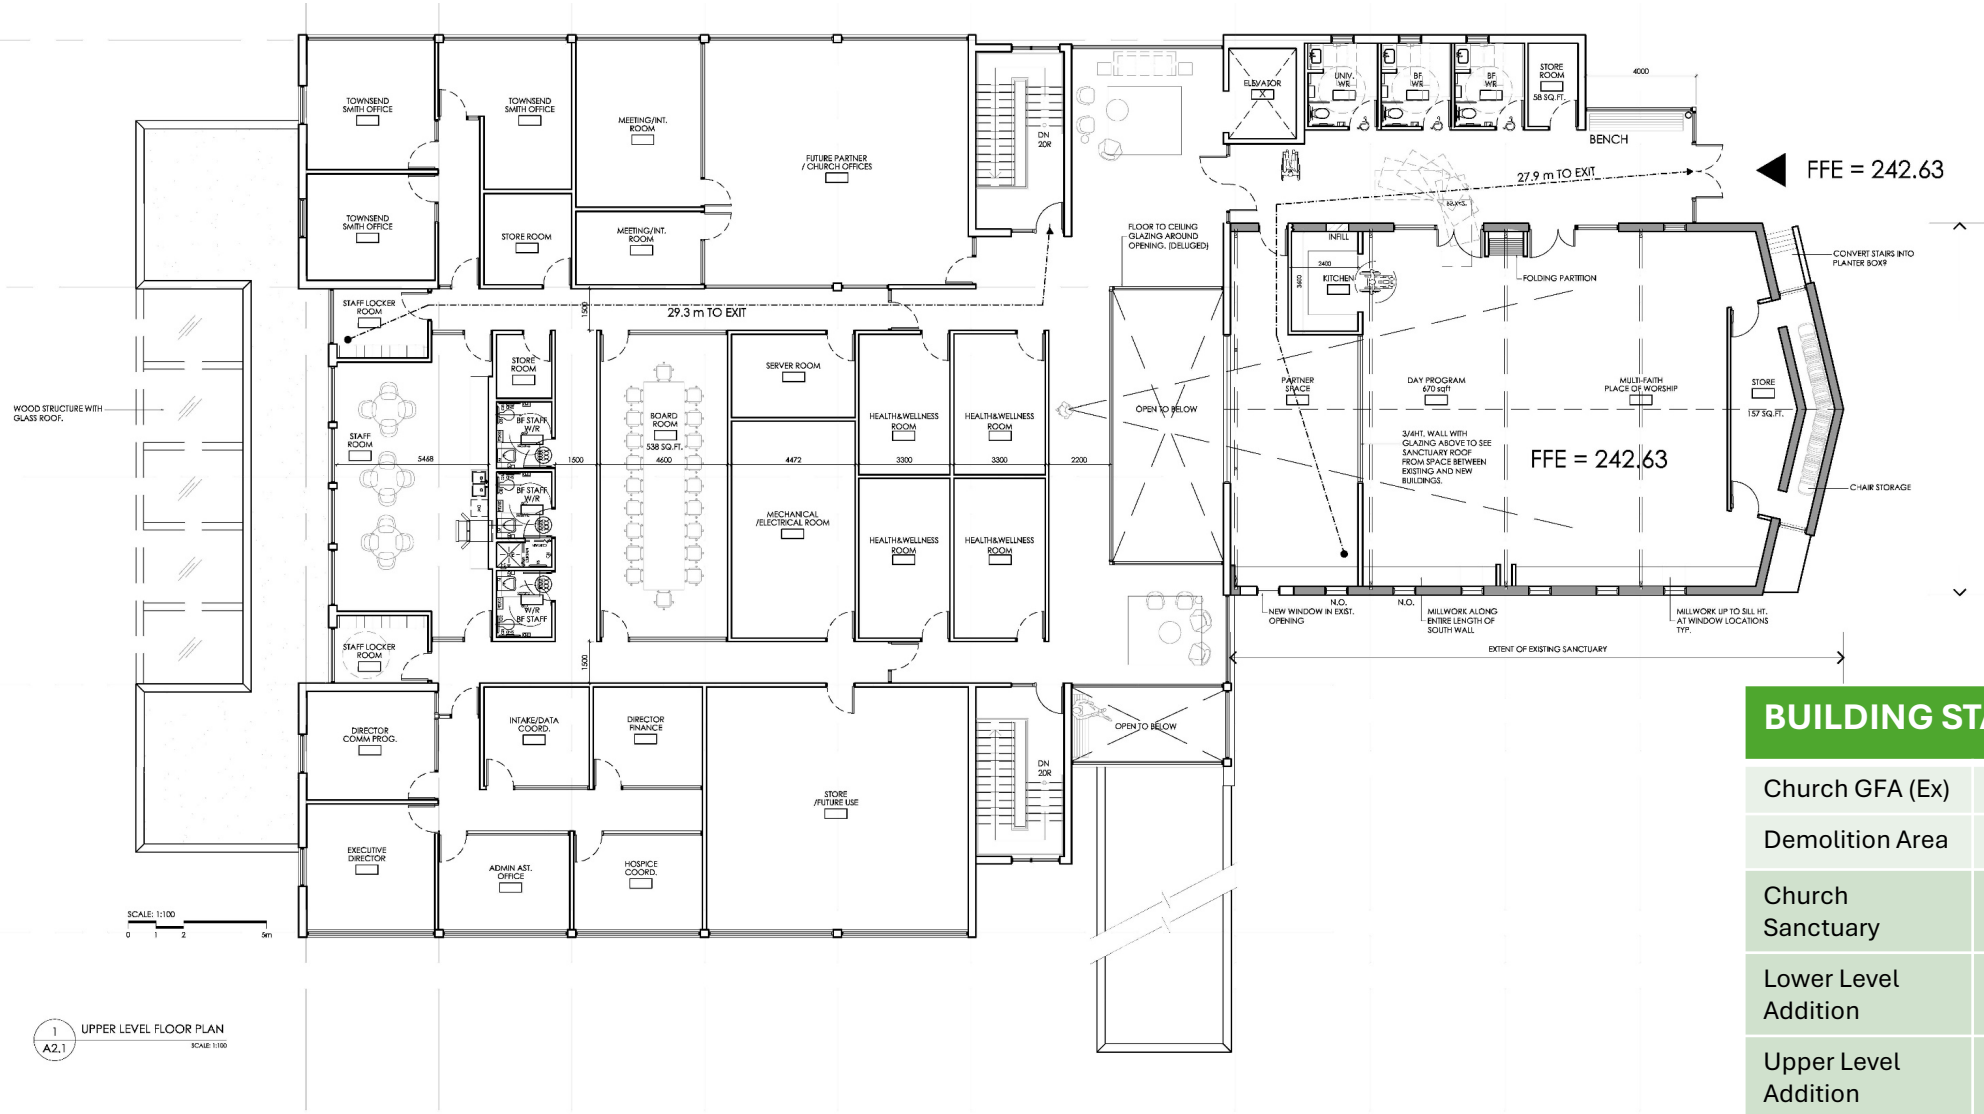 TOWNSEND
SMITH OFFICE
TOWNSEND
SMITH OFFICE
MEETING/INT.
ROOM
FUTURE PARTNER
/ CHURCH OFFICES
DN
20R
ELEVATOR
X
UNIV.
WR
BF
WR
BF
WR
STORE
ROOM
58 SQ.FT.
4000
BENCH
27.9 m TO EXIT
FFE = 242.63
TOWNSEND
SMITH OFFICE
STORE ROOM
MEETING/INT.
ROOM
FLOOR TO CEILING
GLAZING AROUND
OPENING. (DELUGED)
INFILL
2400
3600
KITCHEN
FOLDING PARTITION
CONVERT STAIRS INTO
PLANTER BOX?
STAFF LOCKER
ROOM
1500
29.3 m TO EXIT
STORE
ROOM
SERVER ROOM
WOOD STRUCTURE WITH
GLASS ROOF.
STAFF
ROOM
BF STAFF
W/R
BOARD
ROOM
538 SQ.FT.
HEALTH&WELLNESS
ROOM
HEALTH&WELLNESS
ROOM
OPEN TO BELOW
PARTNER
SPACE
DAY PROGRAM
670 sqft
MULTI-FAITH
PLACE OF WORSHIP
STORE
157 SQ.FT.
3/4HT. WALL WITH
GLAZING ABOVE TO SEE
SANCTUARY ROOF
FROM SPACE BETWEEN
EXISTING AND NEW
BUILDINGS.
FFE = 242.63
5468
1500
4600
4472
3300
3300
2200
CHAIR STORAGE
BF STAFF
W/R
MECHANICAL
/ELECTRICAL ROOM
HEALTH&WELLNESS
ROOM
HEALTH&WELLNESS
ROOM
W/R
BF STAFF
NEW WINDOW IN EXIST.
OPENING
N.O.
N.O.
MILLWORK ALONG
ENTIRE LENGTH OF
SOUTH WALL
MILLWORK UP TO SILL HT.
AT WINDOW LOCATIONS
TYP.
STAFF LOCKER
ROOM
1500
EXTENT OF EXISTING SANCTUARY
DIRECTOR
COMM PROG.
INTAKE/DATA
COORD.
DIRECTOR
FINANCE
OPEN TO BELOW
DN
20R
STORE
/FUTURE USE
EXECUTIVE
DIRECTOR
ADMIN AST.
OFFICE
HOSPICE
COORD.
SCALE: 1:100
0 1 2 5m
1
A2.1
UPPER LEVEL FLOOR PLAN
SCALE: 1:100
BUILDING STA
Church GFA (Ex)
Demolition Area
Church
Sanctuary
Lower Level
Addition
Upper Level
Addition